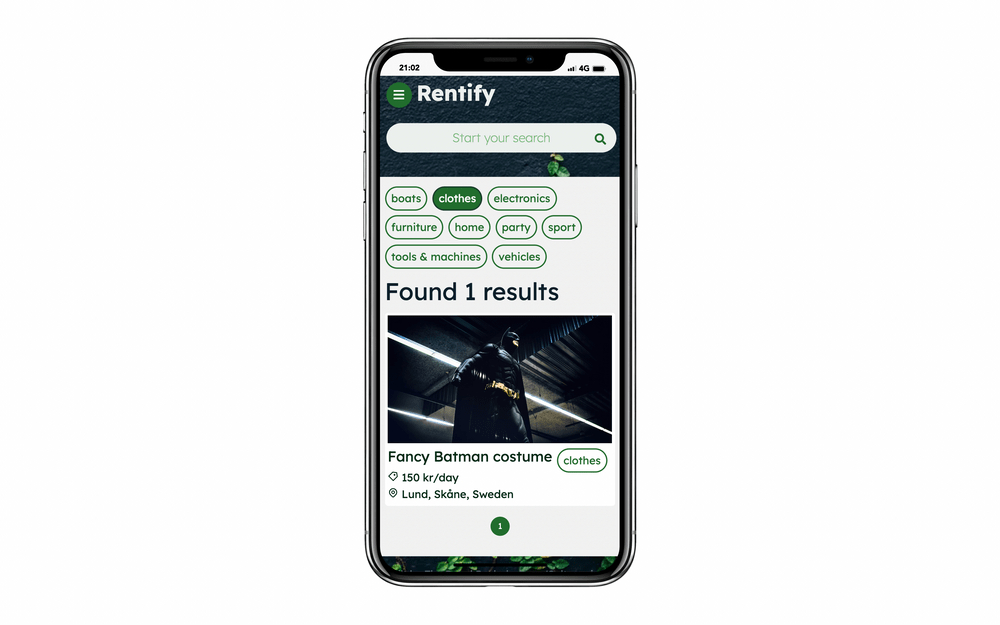 21:02 4G
Rentify
Start your search
boats clothes electronics
furniture home party sport
tools & machines vehicles
Found 1 results
Fancy Batman costume clothes
150 kr/day
Lund, Skåne, Sweden
1